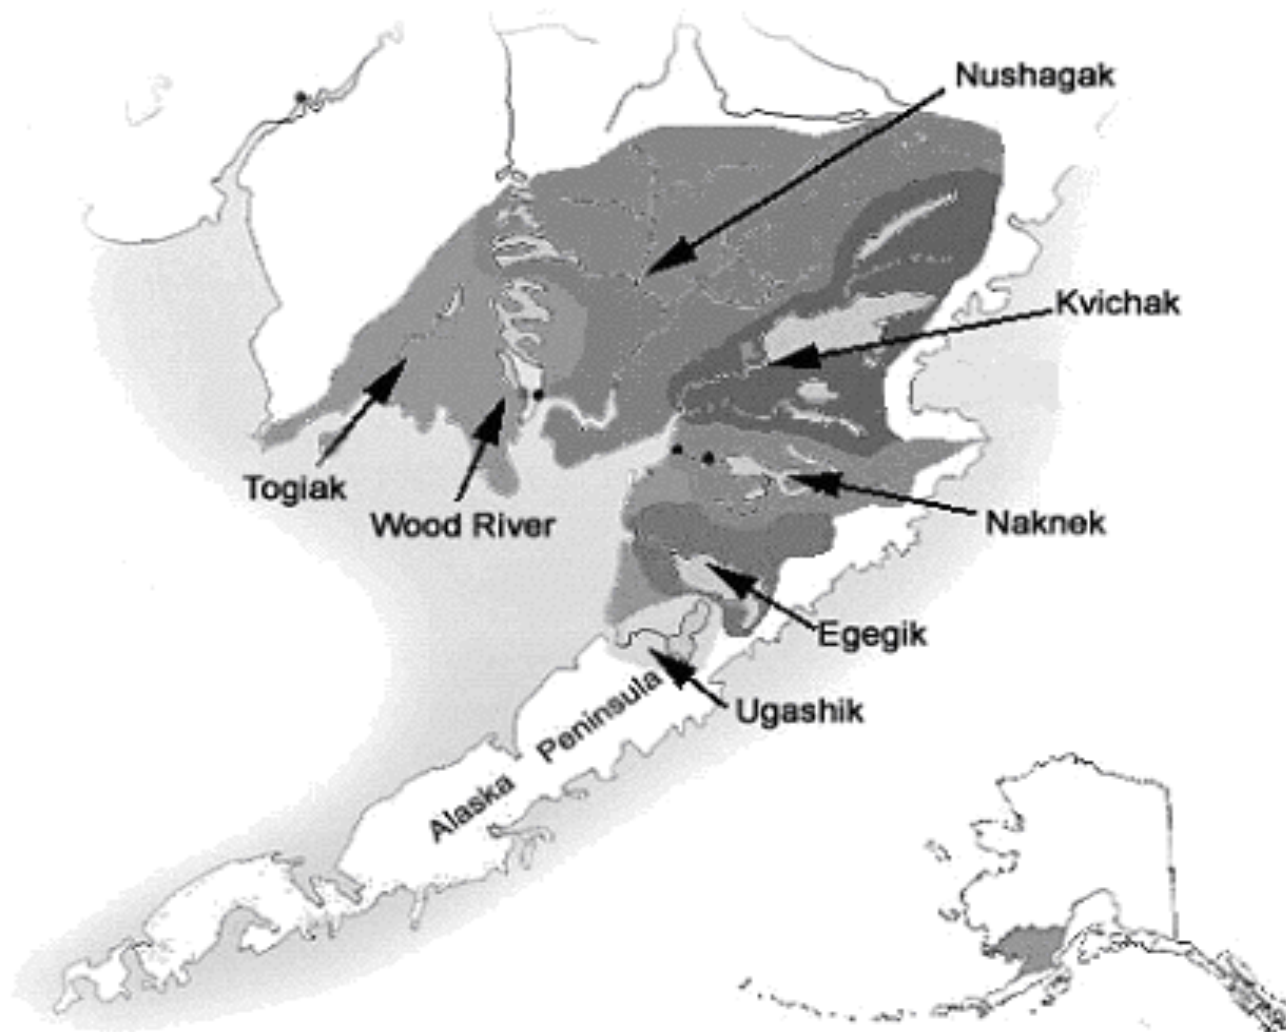 Nushagak
Kvichak
Togiak
Wood River
Naknek
Egegik
Ugashik
Alaska Peninsula